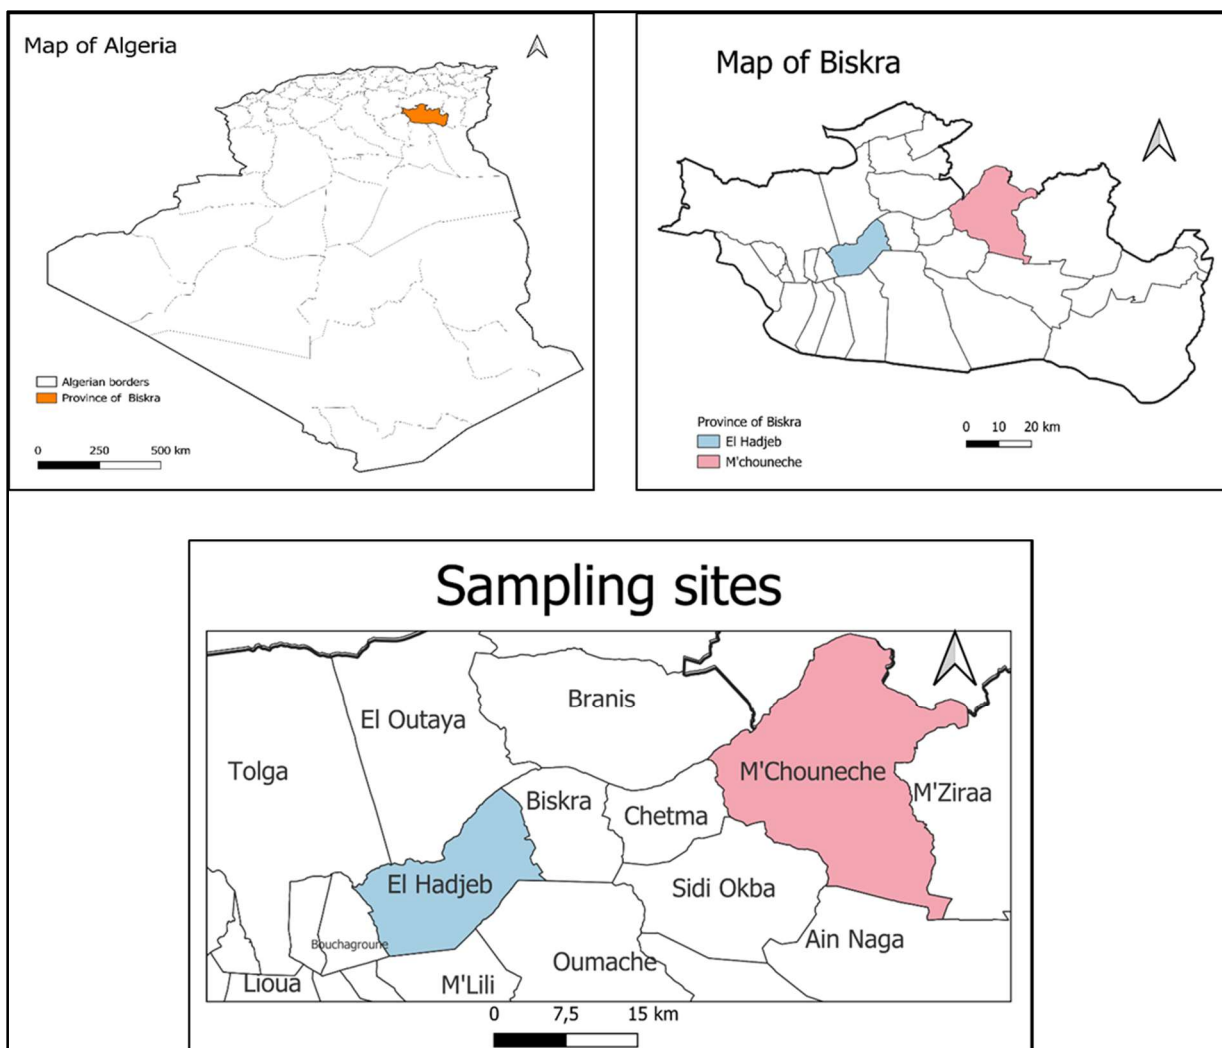 Map of Algeria
Algerian borders
Province of Biskra
0 250 500 km
Map of Biskra
Province of Biskra
El Hadjeb
M'chouneche
0 10 20 km
Sampling sites
Branis
El Outaya
Tolga
M'Chouneche
M'Ziraa
Biskra
Chetma
El Hadjeb
Sidi Okba
Bouchagroune
Ain Naga
Oumache
Lioua
M'Lili
0 7,5 15 km